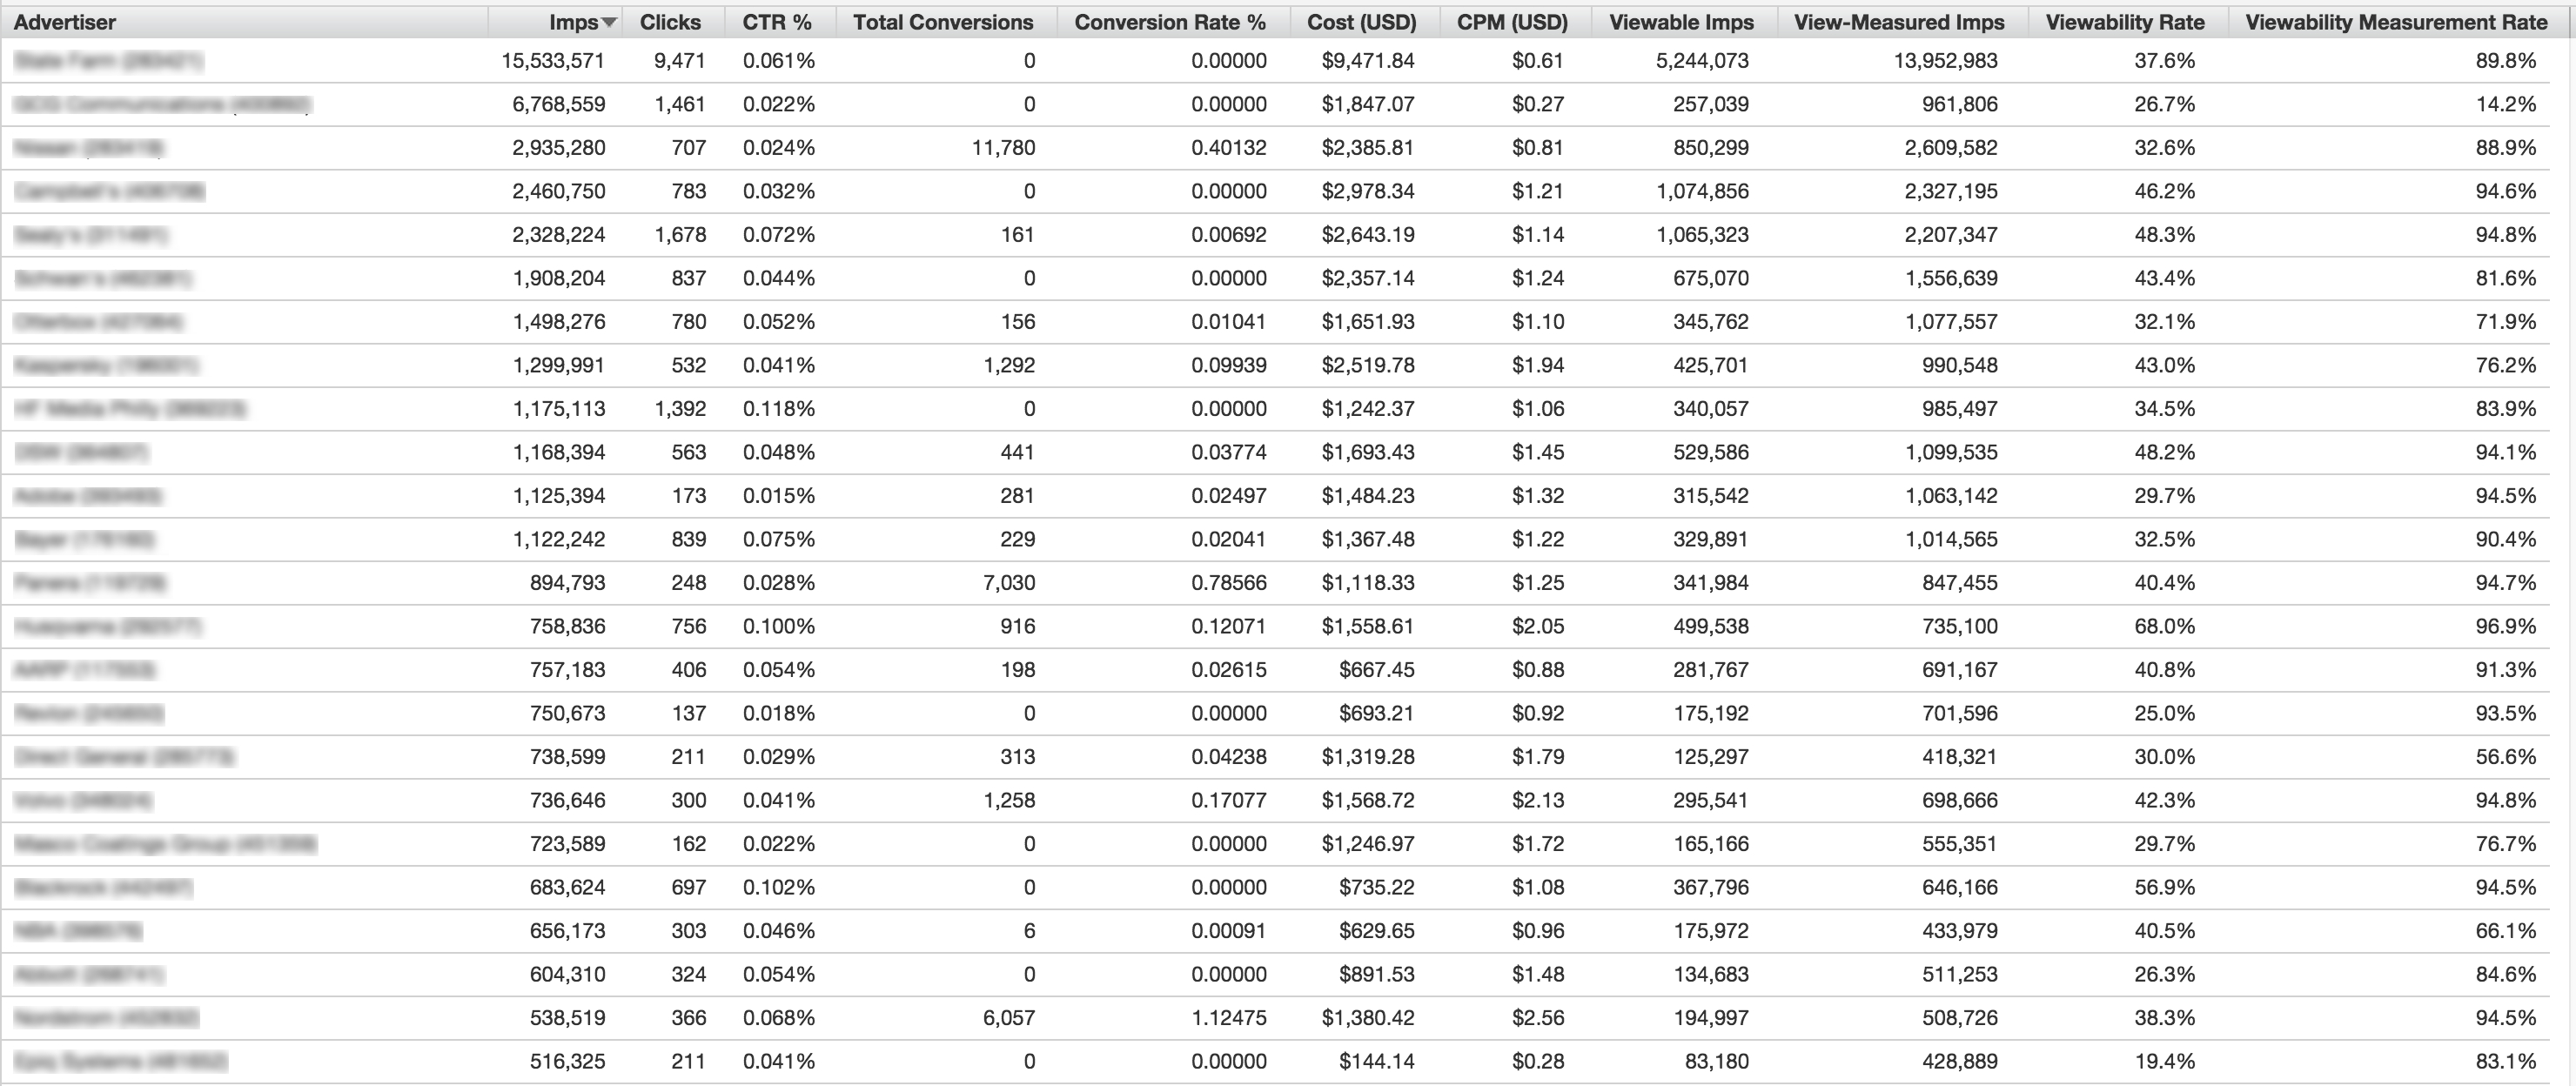 Advertiser Imps Clicks CTR % Total Conversions Conversion Rate % Cost (USD) CPM (USD) Viewable Imps View-Measured Imps Viewability Rate Viewability Measurement Rate
15,533,571 9,471 0.061% 0 0.00000 $9,471.84 $0.61 5,244,073 13,952,983 37.6% 89.8%
6,768,559 1,461 0.022% 0 0.00000 $1,847.07 $0.27 257,039 961,806 26.7% 14.2%
2,935,280 707 0.024% 11,780 0.40132 $2,385.81 $0.81 850,299 2,609,582 32.6% 88.9%
2,460,750 783 0.032% 0 0.00000 $2,978.34 $1.21 1,074,856 2,327,195 46.2% 94.6%
2,328,224 1,678 0.072% 161 0.00692 $2,643.19 $1.14 1,065,323 2,207,347 48.3% 94.8%
1,908,204 837 0.044% 0 0.00000 $2,357.14 $1.24 675,070 1,556,639 43.4% 81.6%
1,498,276 780 0.052% 156 0.01041 $1,651.93 $1.10 345,762 1,077,557 32.1% 71.9%
1,299,991 532 0.041% 1,292 0.09939 $2,519.78 $1.94 425,701 990,548 43.0% 76.2%
1,175,113 1,392 0.118% 0 0.00000 $1,242.37 $1.06 340,057 985,497 34.5% 83.9%
1,168,394 563 0.048% 441 0.03774 $1,693.43 $1.45 529,586 1,099,535 48.2% 94.1%
1,125,394 173 0.015% 281 0.02497 $1,484.23 $1.32 315,542 1,063,142 29.7% 94.5%
1,122,242 839 0.075% 229 0.02041 $1,367.48 $1.22 329,891 1,014,565 32.5% 90.4%
894,793 248 0.028% 7,030 0.78566 $1,118.33 $1.25 341,984 847,455 40.4% 94.7%
758,836 756 0.100% 916 0.12071 $1,558.61 $2.05 499,538 735,100 68.0% 96.9%
757,183 406 0.054% 198 0.02615 $667.45 $0.88 281,767 691,167 40.8% 91.3%
750,673 137 0.018% 0 0.00000 $693.21 $0.92 175,192 701,596 25.0% 93.5%
738,599 211 0.029% 313 0.04238 $1,319.28 $1.79 125,297 418,321 30.0% 56.6%
736,646 300 0.041% 1,258 0.17077 $1,568.72 $2.13 295,541 698,666 42.3% 94.8%
723,589 162 0.022% 0 0.00000 $1,246.97 $1.72 165,166 555,351 29.7% 76.7%
683,624 697 0.102% 0 0.00000 $735.22 $1.08 367,796 646,166 56.9% 94.5%
656,173 303 0.046% 6 0.00091 $629.65 $0.96 175,972 433,979 40.5% 66.1%
604,310 324 0.054% 0 0.00000 $891.53 $1.48 134,683 511,253 26.3% 84.6%
538,519 366 0.068% 6,057 1.12475 $1,380.42 $2.56 194,997 508,726 38.3% 94.5%
516,325 211 0.041% 0 0.00000 $144.14 $0.28 83,180 428,889 19.4% 83.1%